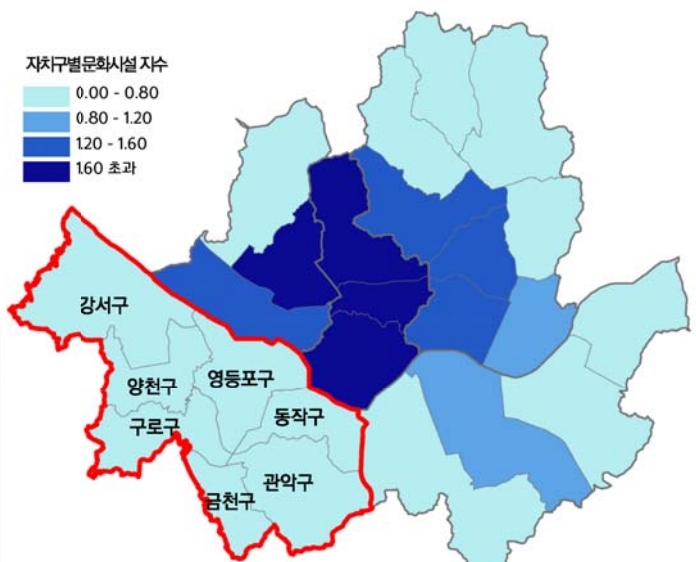 자치구별문화시설 지수
0.00 - 0.80
0.80 - 1.20
120 - 1.60
1.60 초과
강서구
양천구
영등포구
구로구
동작구
금천구
관악구